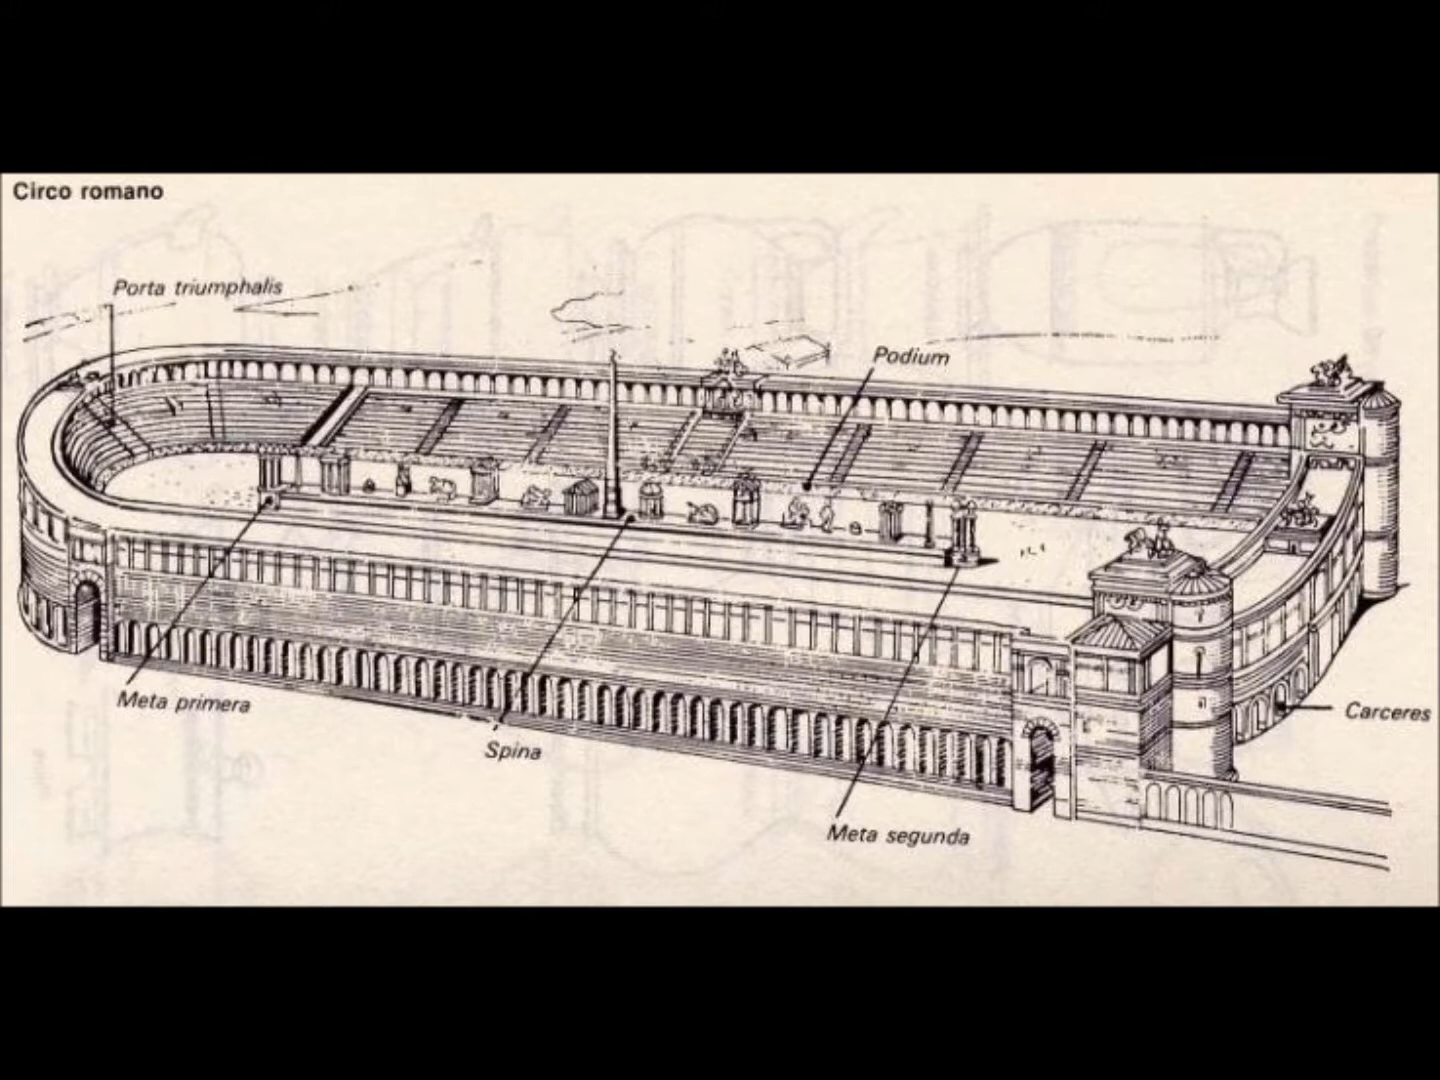 Circo romano
Porta triumphalis
Podium
Meta primera
Spina
Carceres
Meta segunda